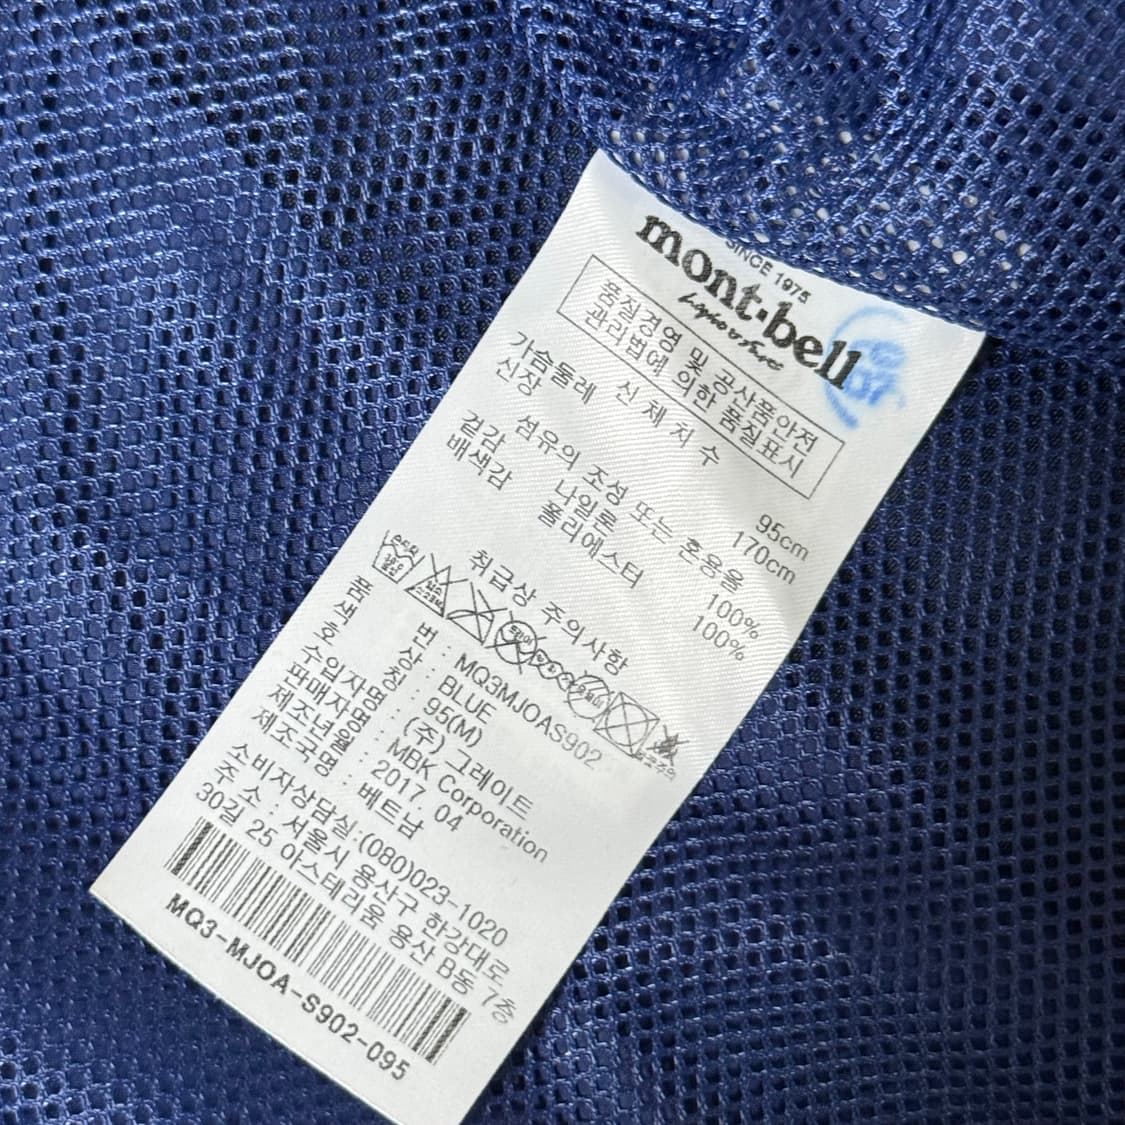 SINCE 1975
mont·bell
Light & Fast
품질경영 및 공산품안전
관리법에 의한 품질표시
신 체 치 수
가슴둘레 95cm
신장 170cm
섬유의 조성 또는 혼용율
겉감 나일론 100%
배색감 폴리에스터 100%
취급상 주의사항
품 번 : MQ3MJOAS902
색 상 : BLUE
호 칭 : 95(M)
수입자명 : (주) 그레이트
판매자명 : MBK Corporation
제조년월 : 2017. 04
제조국명 : 베트남
소비자상담실:(080)023-1020
주 소 : 서울시 용산구 한강대로
30길 25 아스테리움 용산 B동 7층
MQ3-MJOA-S902-095